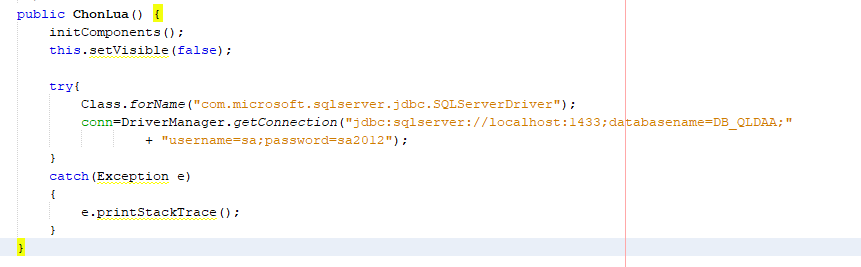 public ChonLua() {
initComponents();
this.setVisible(false);
try{
Class.forName("com.microsoft.sqlserver.jdbc.SQLServerDriver");
conn=DriverManager.getConnection("jdbc:sqlserver://localhost:1433;databasename=DB_QLDAA;"
+ "username=sa;password=sa2012");
}
catch(Exception e)
{
e.printStackTrace();
}
}